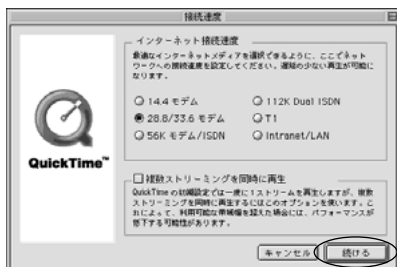 接続速度
インターネット接続速度
最適なインターネットメディアを選択できるように、ここでネット
ワークへの接続速度を設定してください。遅延の少ない再生が可能に
なります。
14.4 モデム
112K Dual ISDN
28.8/33.6 モデム
T1
56K モデム/ISDN
Intranet/LAN
QuickTime™
複数ストリーミングを同時に再生
QuickTime の初期設定では一度に1ストリームを再生しますが、複数
ストリーミングを同時に再生するにはこのオプションを使います。こ
れによって、利用可能な帯域幅を超えた場合には、パフォーマンスが
低下する可能性があります。
キャンセル
続ける